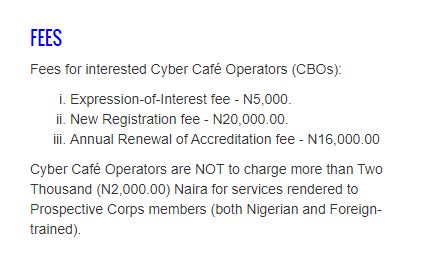 FEES
Fees for interested Cyber Café Operators (CBOs):
i. Expression-of-Interest fee - N5,000.
ii. New Registration fee - N20,000.00.
iii. Annual Renewal of Accreditation fee - N16,000.00
Cyber Café Operators are NOT to charge more than Two
Thousand (N2,000.00) Naira for services rendered to
Prospective Corps members (both Nigerian and Foreign-
trained).